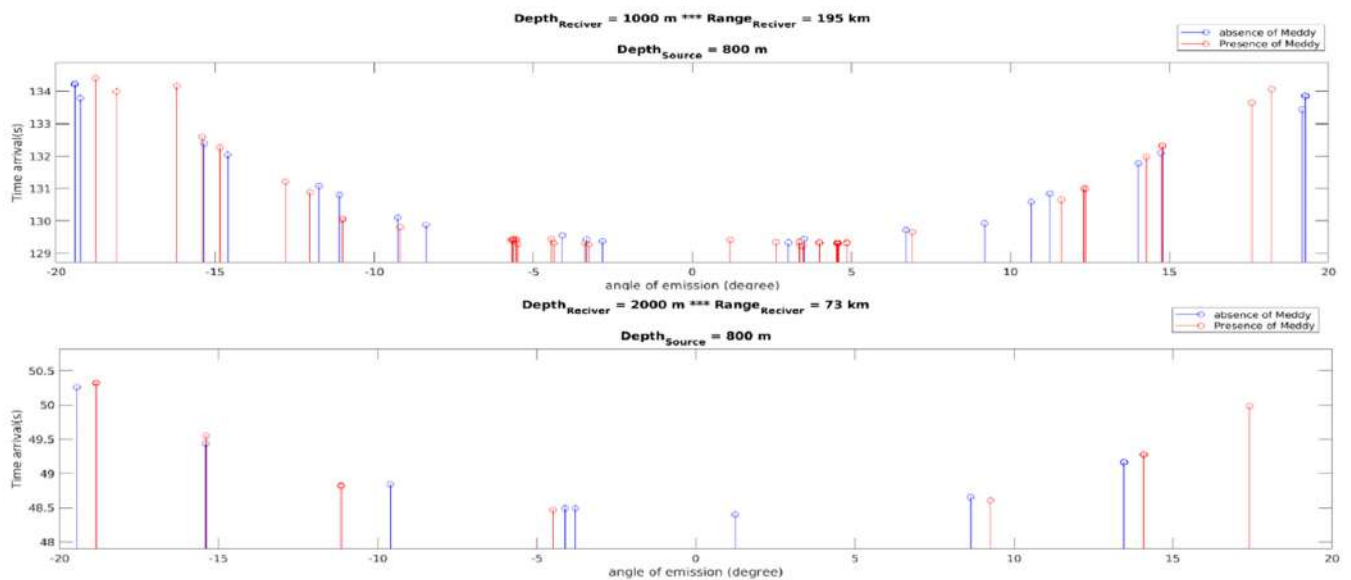 Depth_Reciver = 1000 m *** Range_Reciver = 195 km
Depth_Source = 800 m
absence of Meddy
Presence of Meddy
Time arrival(s)
134
133
132
131
130
129
-20 -15 -10 -5 0 5 10 15 20
angle of emission (degree)
Depth_Reciver = 2000 m *** Range_Reciver = 73 km
Depth_Source = 800 m
absence of Meddy
Presence of Meddy
Time arrival(s)
50.5
50
49.5
49
48.5
48
-20 -15 -10 -5 0 5 10 15 20
angle of emission (degree)